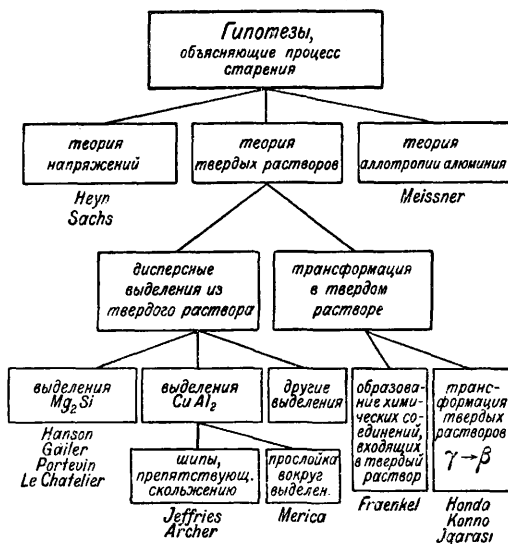 Гипотезы,
объясняющие процесс
старения
теория
напряжений
Heyn
Sachs
теория
твердых растворов
теория
аллотропии алюминия
Meissner
дисперсные
выделения из
твердого раствора
трансформация
в твердом
растворе
выделения
Mg₂Si
Hanson
Gailer
Portevin
Le Chatelier
выделения
CuAl₂
другие
выделения
шипы,
препятствующ.
скольжению
Jeffries
Archer
прослойка
вокруг
выделен.
Merica
образова-
ние хими-
ческих со-
единений,
входящих
в твердый
раствор
Fraenkel
транс-
формация
твердых
растворов
γ → β
Honda
Konno
Jgarasi